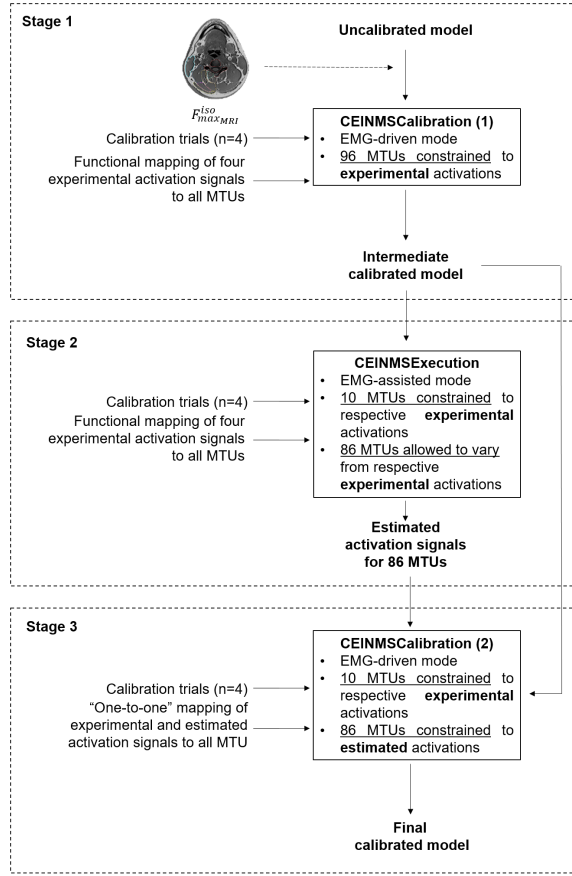 Stage 1
Uncalibrated model
F^{iso}_{max_{MRI}}
CEINMSCalibration (1)
• EMG-driven mode
• 96 MTUs constrained to
experimental activations
Calibration trials (n=4)
Functional mapping of four
experimental activation signals
to all MTUs
Intermediate
calibrated model
Stage 2
CEINMSExecution
• EMG-assisted mode
• 10 MTUs constrained to
respective experimental
activations
• 86 MTUs allowed to vary
from respective
experimental activations
Calibration trials (n=4)
Functional mapping of four
experimental activation signals
to all MTUs
Estimated
activation signals
for 86 MTUs
Stage 3
CEINMSCalibration (2)
• EMG-driven mode
• 10 MTUs constrained to
respective experimental
activations
• 86 MTUs constrained to
estimated activations
Calibration trials (n=4)
“One-to-one” mapping of
experimental and estimated
activation signals to all MTU
Final
calibrated model